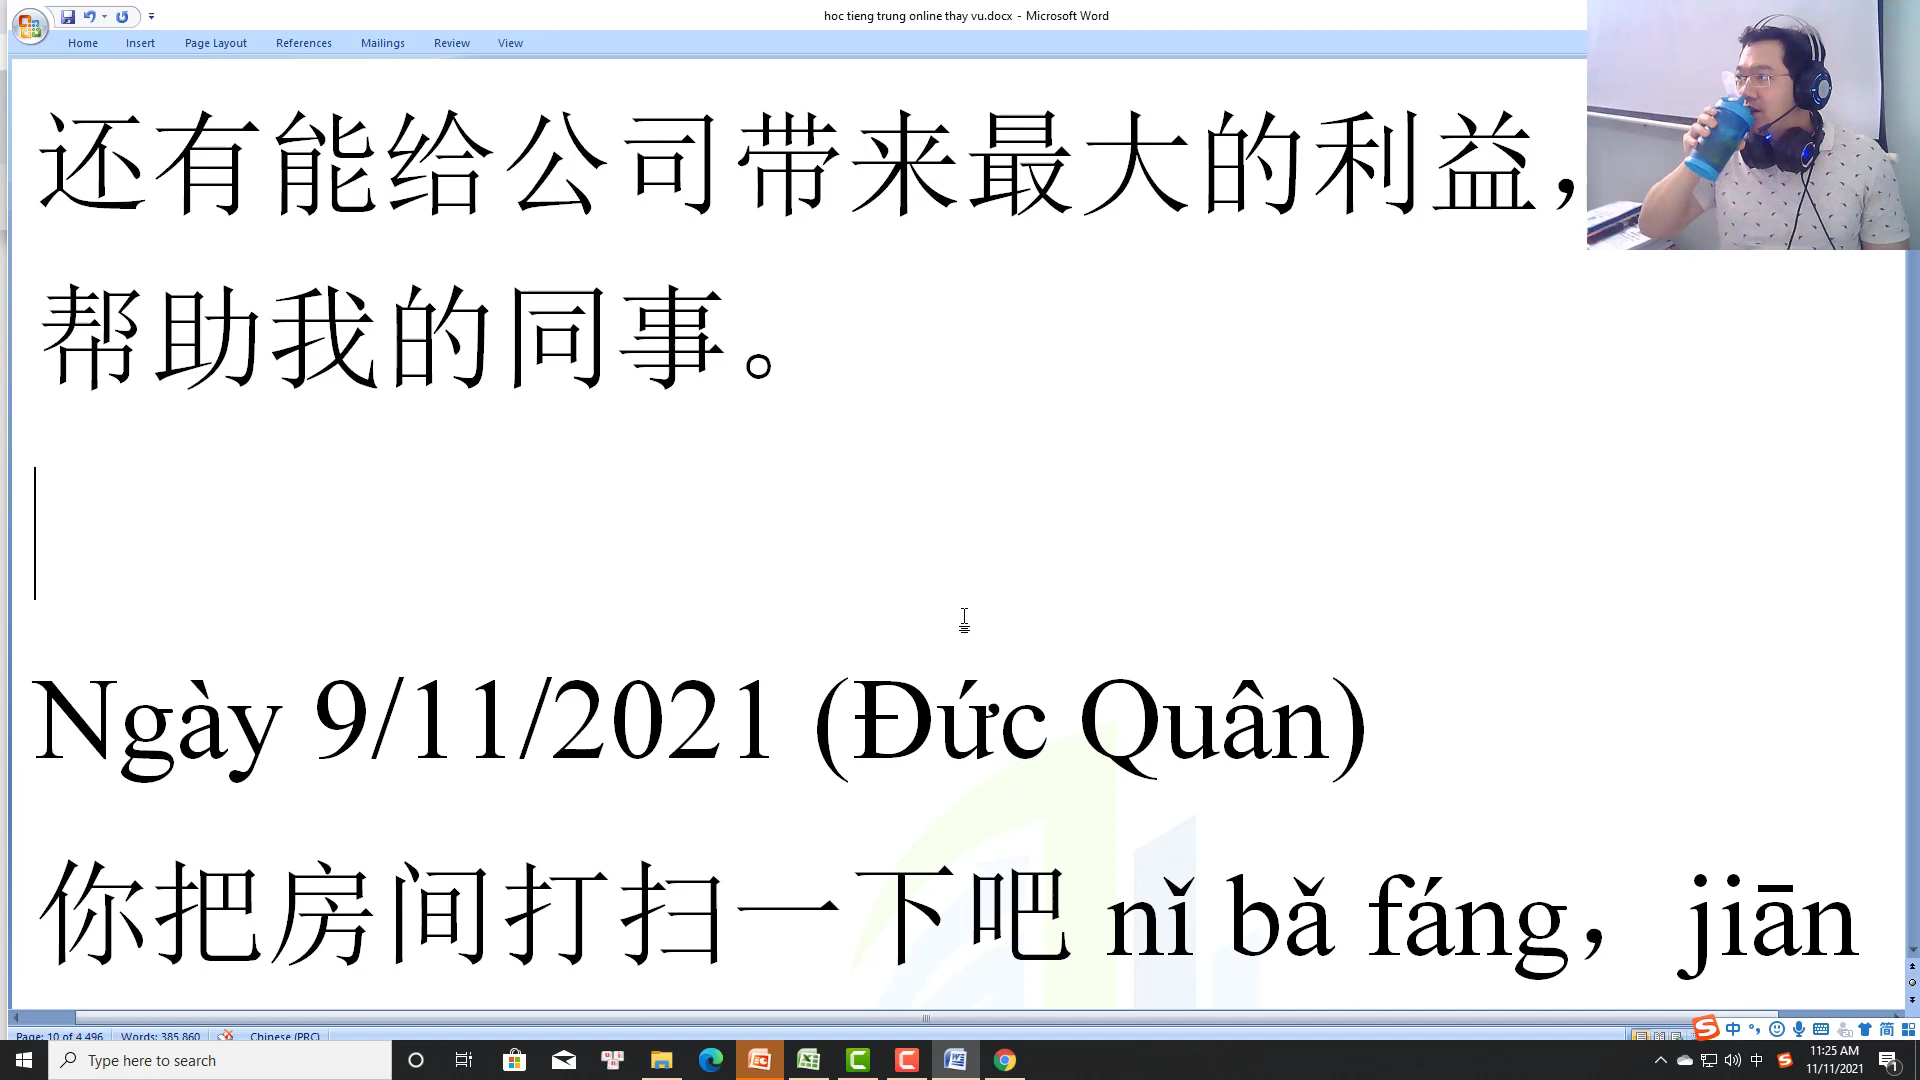 hoc tieng trung online thay vu.docx - Microsoft Word
Home Insert Page Layout References Mailings Review View
还有能给公司带来最大的利益，
帮助我的同事。
Ngày 9/11/2021 (Đức Quân)
你把房间打扫一下吧 nǐ bǎ fáng， jiān
Page: 10 of 4,496 Words: 385,860 Chinese (PRC)
中 简
Type here to search
中 11:25 AM
11/11/2021